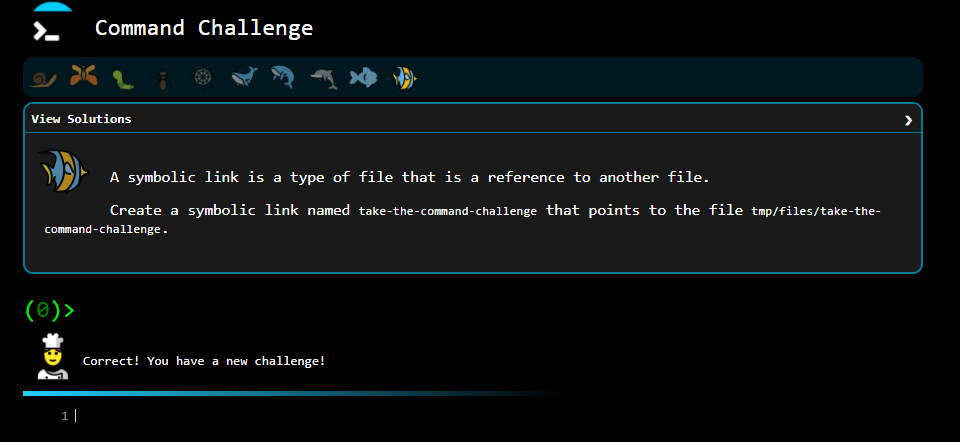 Command Challenge
View Solutions
A symbolic link is a type of file that is a reference to another file.
Create a symbolic link named take-the-command-challenge that points to the file tmp/files/take-the-
command-challenge.
(0)>
Correct! You have a new challenge!
1